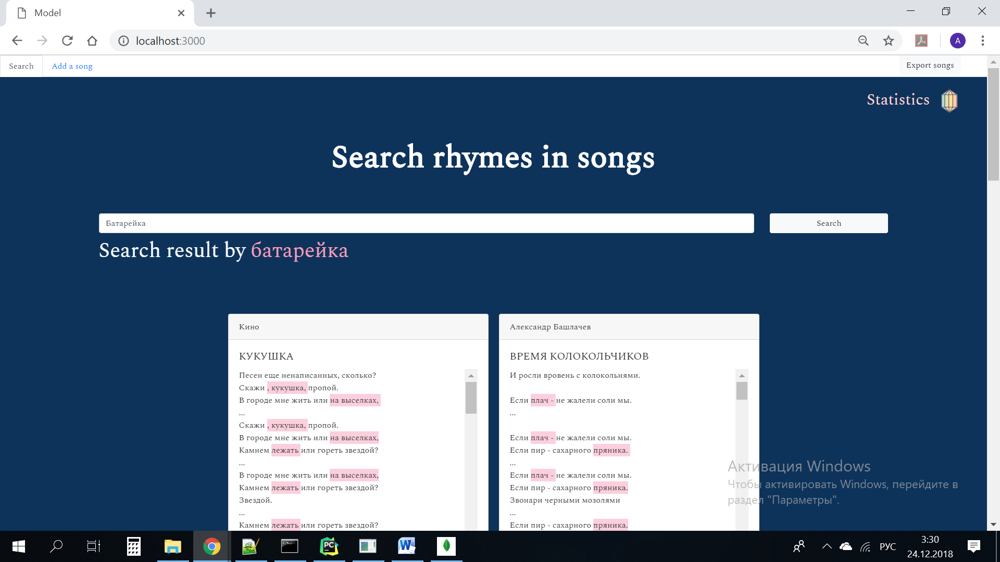 Model
localhost:3000
A
Search
Add a song
Export songs
Statistics
Search rhymes in songs
Батарейка
Search
Search result by батарейка
Кино
КУКУШКА
Песен еще ненаписанных, сколько?
Скажи , кукушка, пропой.
В городе мне жить или на выселках,
...
Скажи , кукушка, пропой.
В городе мне жить или на выселках,
Камнем лежать или гореть звездой?
...
В городе мне жить или на выселках,
Камнем лежать или гореть звездой?
Звездой.
...
Камнем лежать или гореть звездой?
Александр Башлачев
ВРЕМЯ КОЛОКОЛЬЧИКОВ
И росли вровень с колокольнями.
Если плач - не жалели соли мы.
...
Если плач - не жалели соли мы.
Если пир - сахарного пряника.
...
Если плач - не жалели соли мы.
Если пир - сахарного пряника.
Звонари черными мозолями
...
Если пир - сахарного пряника.
Активация Windows
Чтобы активировать Windows, перейдите в
раздел "Параметры".
PC
W
РУС
3:30
24.12.2018